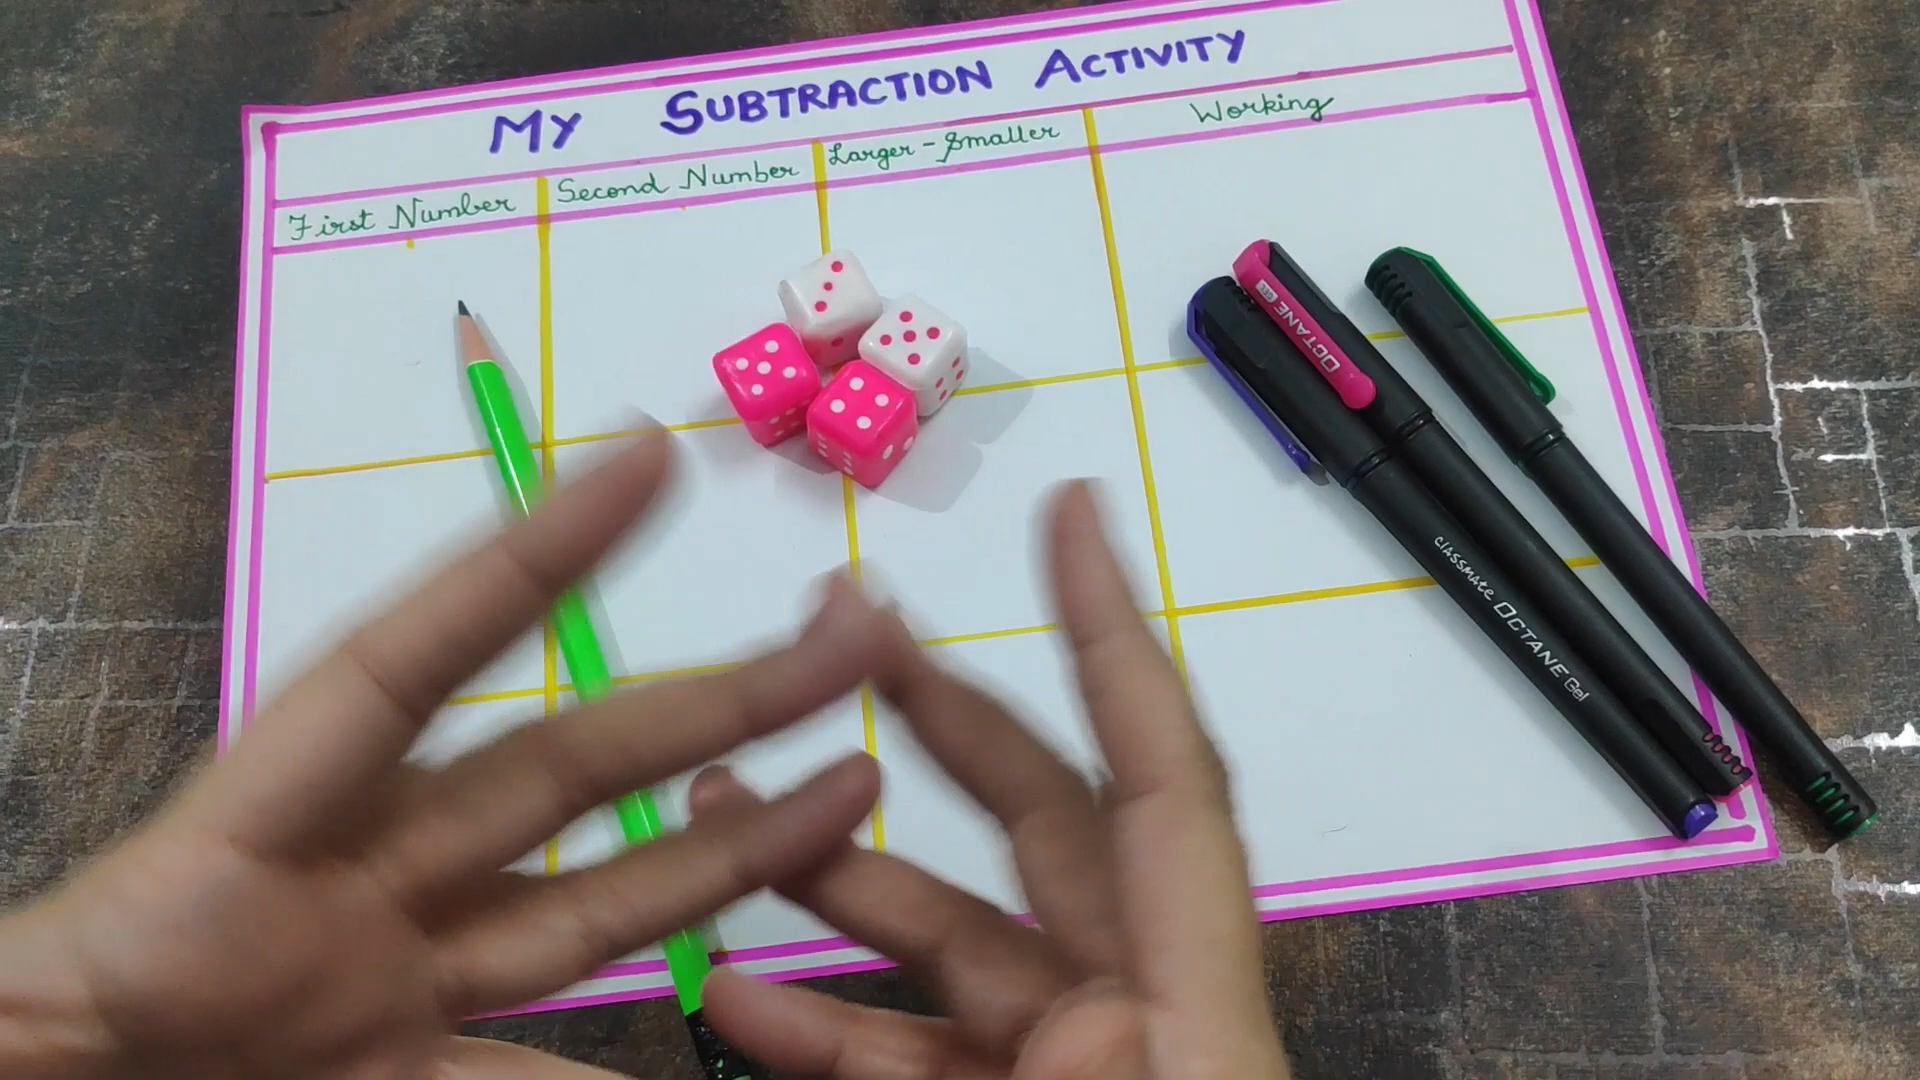 My SUBTRACTION ACTIVITY
First Number
Second Number
Larger - Smaller
Working
OCTANE
classmate OCTANE Gel